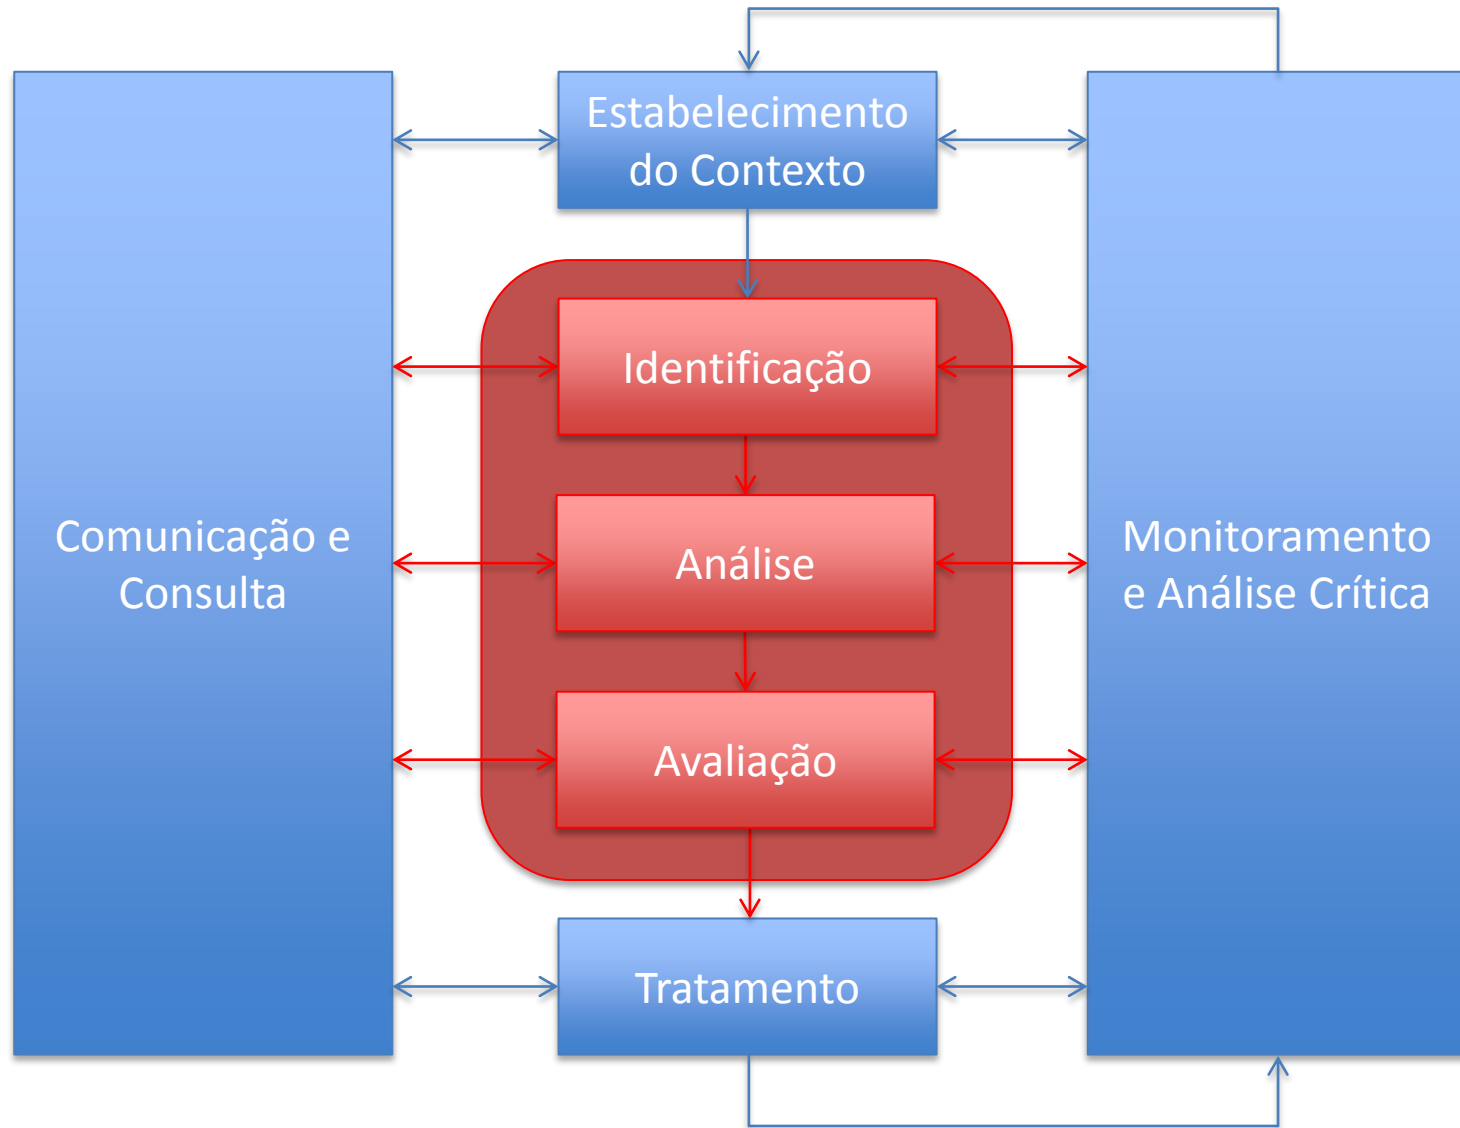 Estabelecimento
do Contexto
Identificação
Comunicação e
Consulta
Análise
Monitoramento
e Análise Crítica
Avaliação
Tratamento